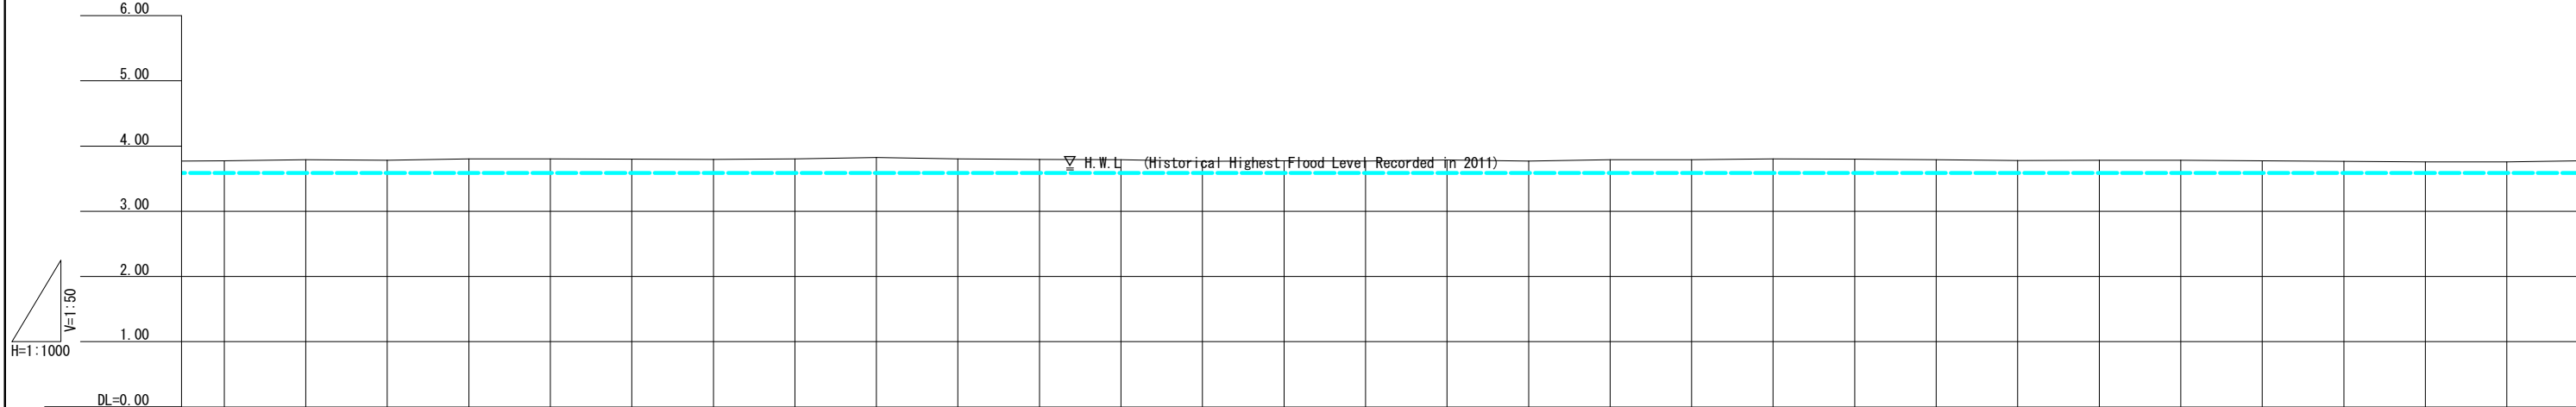 6.00
5.00
4.00
H.W.L (Historical Highest Flood Level Recorded in 2011)
3.00
2.00
V=1:50
1.00
H=1:1000
DL=0.00